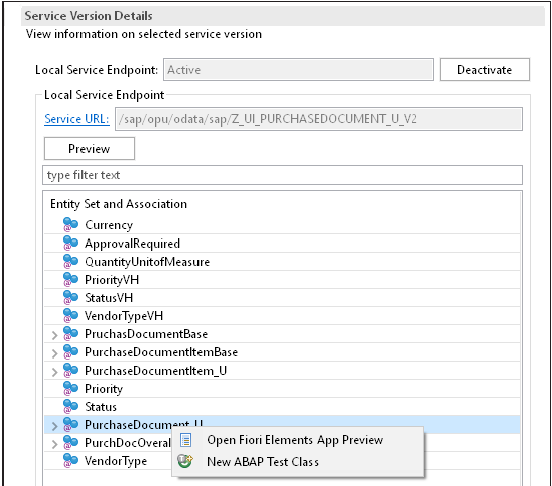 Service Version Details
View information on selected service version
Local Service Endpoint: Active Deactivate
Local Service Endpoint
Service URL: /sap/opu/odata/sap/Z_UI_PURCHASEDOCUMENT_U_V2
Preview
type filter text
Entity Set and Association
Currency
ApprovalRequired
QuantityUnitofMeasure
PriorityVH
StatusVH
VendorTypeVH
PruchasDocumentBase
PurchaseDocumentItemBase
PurchaseDocumentItem_U
Priority
Status
PurchaseDocument_U
Open Fiori Elements App Preview
PurchDocOveral
New ABAP Test Class
VendorType